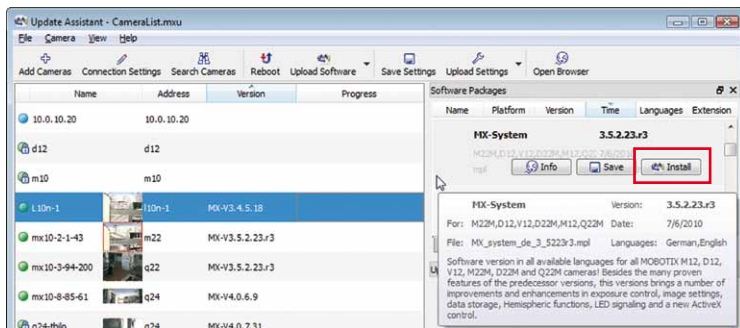 Update Assistant - CameraList.mxu
File Camera View Help
Add Cameras Connection Settings Search Cameras Reboot Upload Software Save Settings Upload Settings Open Browser
Name Address Version Progress
Software Packages
Name Platform Version Time Languages Extension
10.0.10.20 10.0.10.20
MX-System 3.5.2.23.r3
M22M,D12,V12,D22M,M12,Q22 7/6/2010
mpl Info Save Install
d12 d12
m10 m10
L10n-1 l10n-1 MX-V3.4.5.18
mx10-2-1-43 m22 MX-V3.5.2.23.r3
mx10-3-94-200 q22 MX-V3.5.2.23.r3
mx10-8-85-61 q24 MX-V4.0.6.9
q24-thilo q24 MX-V4.0.7.31
MX-System Version: 3.5.2.23.r3
For: M22M,D12,V12,D22M,M12,Q22M Date: 7/6/2010
File: MX_system_de_3_5223r3.mpl Languages: German,English
Software version in all available languages for all MOBOTIX M12, D12,
V12, M22M, D22M and Q22M cameras! Besides the many proven
features of the predecessor versions, this versions brings a number of
improvements and enhancements in exposure control, image settings,
data storage, Hemispheric functions, LED signaling and a new ActiveX
control.